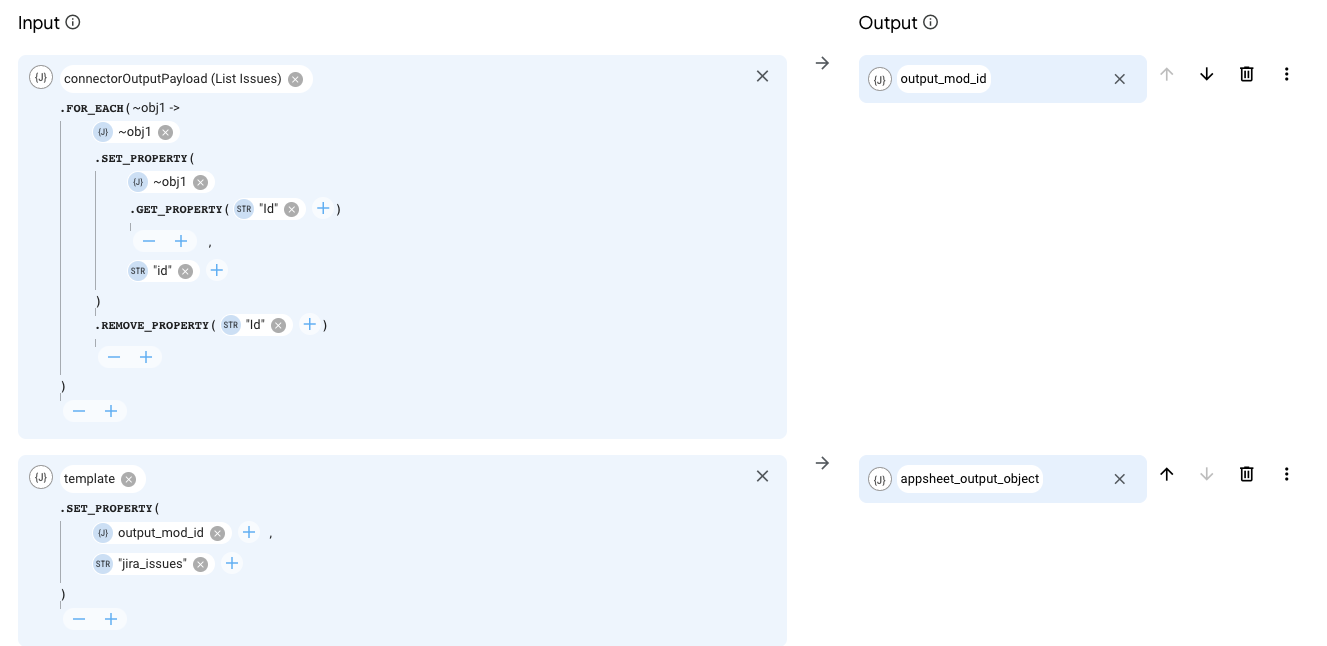 Input
Output
{J} connectorOutputPayload (List Issues)
{J} output_mod_id
.FOR_EACH( ~obj1 ->
{J} ~obj1
.SET_PROPERTY(
{J} ~obj1
.GET_PROPERTY( STR "Id" + )
− + ,
STR "id" +
)
.REMOVE_PROPERTY( STR "Id" + )
− +
)
− +
{J} template
{J} appsheet_output_object
.SET_PROPERTY(
{J} output_mod_id + ,
STR "jira_issues" +
)
− +